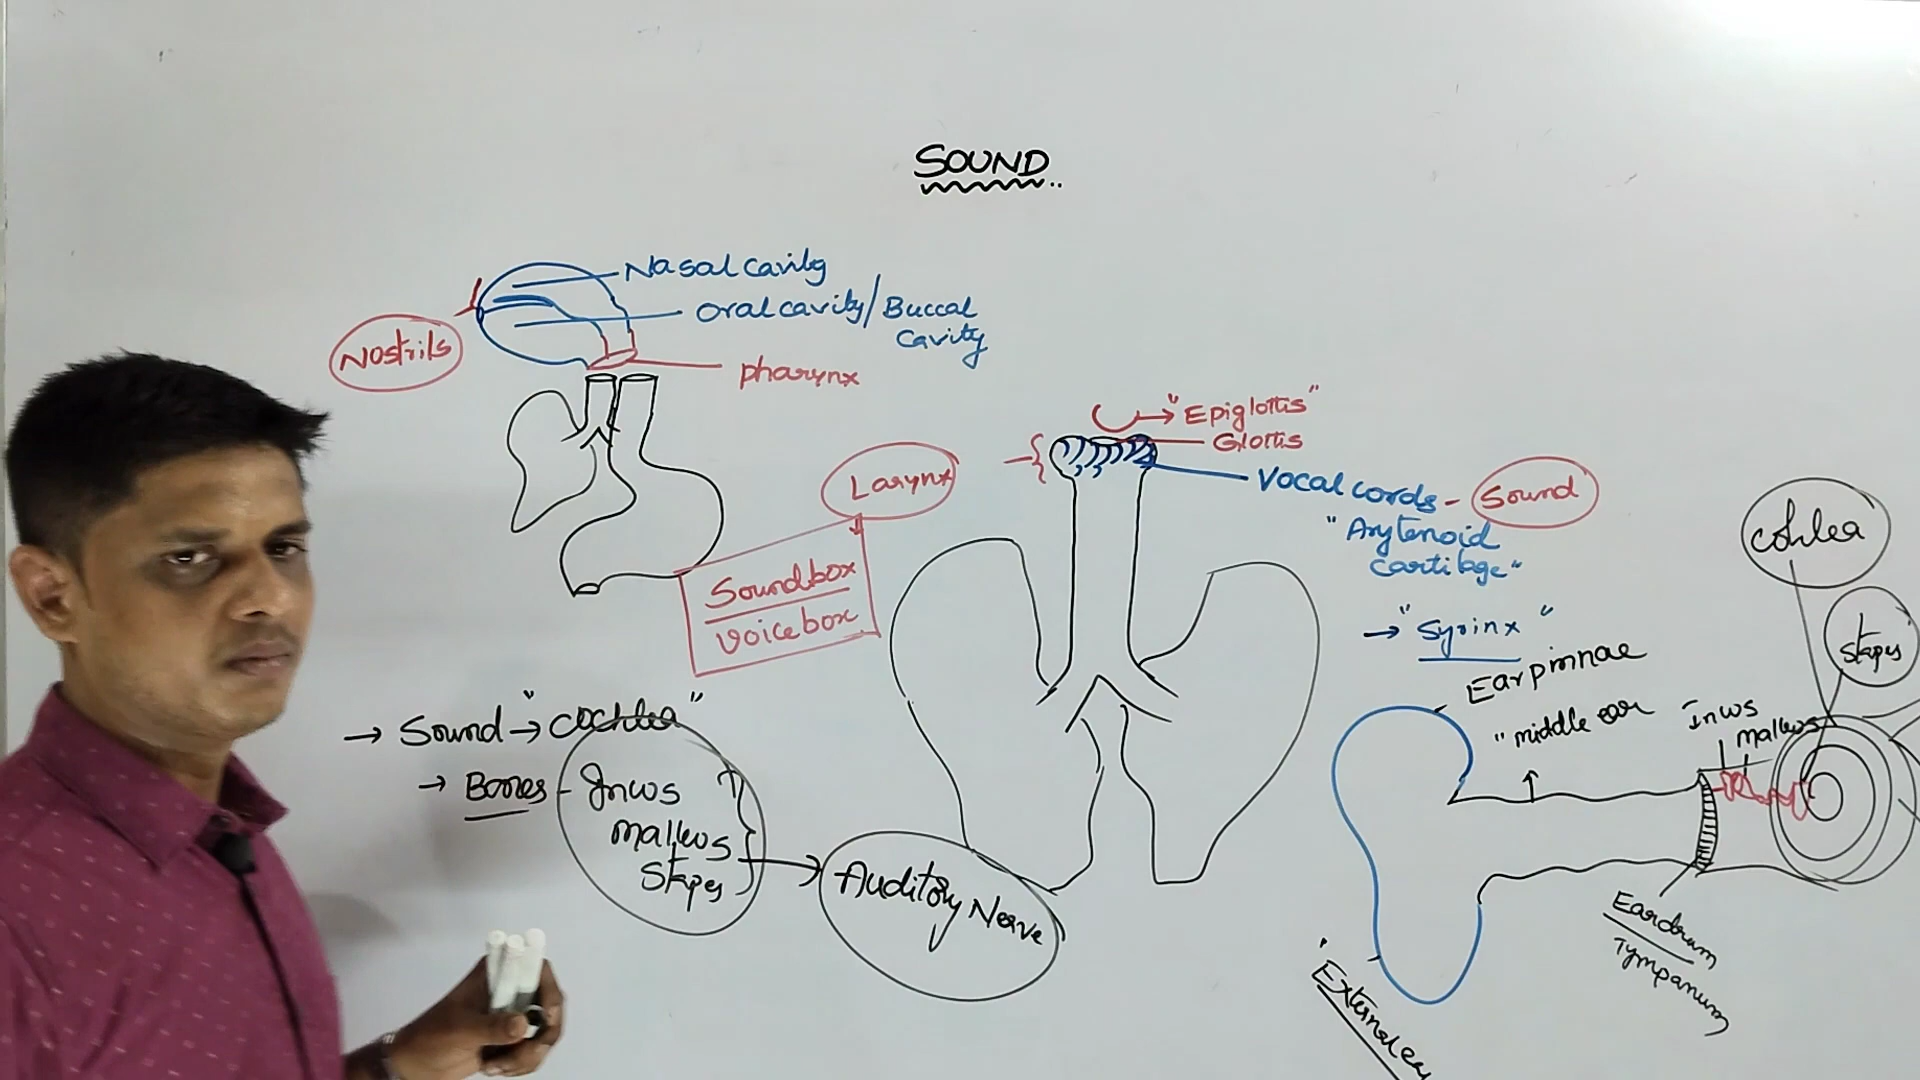 SOUND
Nasal cavity
oral cavity/Buccal
cavity
Nostrils
pharynx
"Epiglottis"
Glottis
Larynx
Vocal cords - Sound
"Arytenoid
cartilage"
Soundbox
voicebox
→ "Syrinx"
cohlea
stapes
Earpinnae
"middle ear
Incus
malleus
→ Sound → "cochlea"
→ Bones - Incus
malleus
stapes
Auditory Nerve
Eardrum
Tympanum
External ear